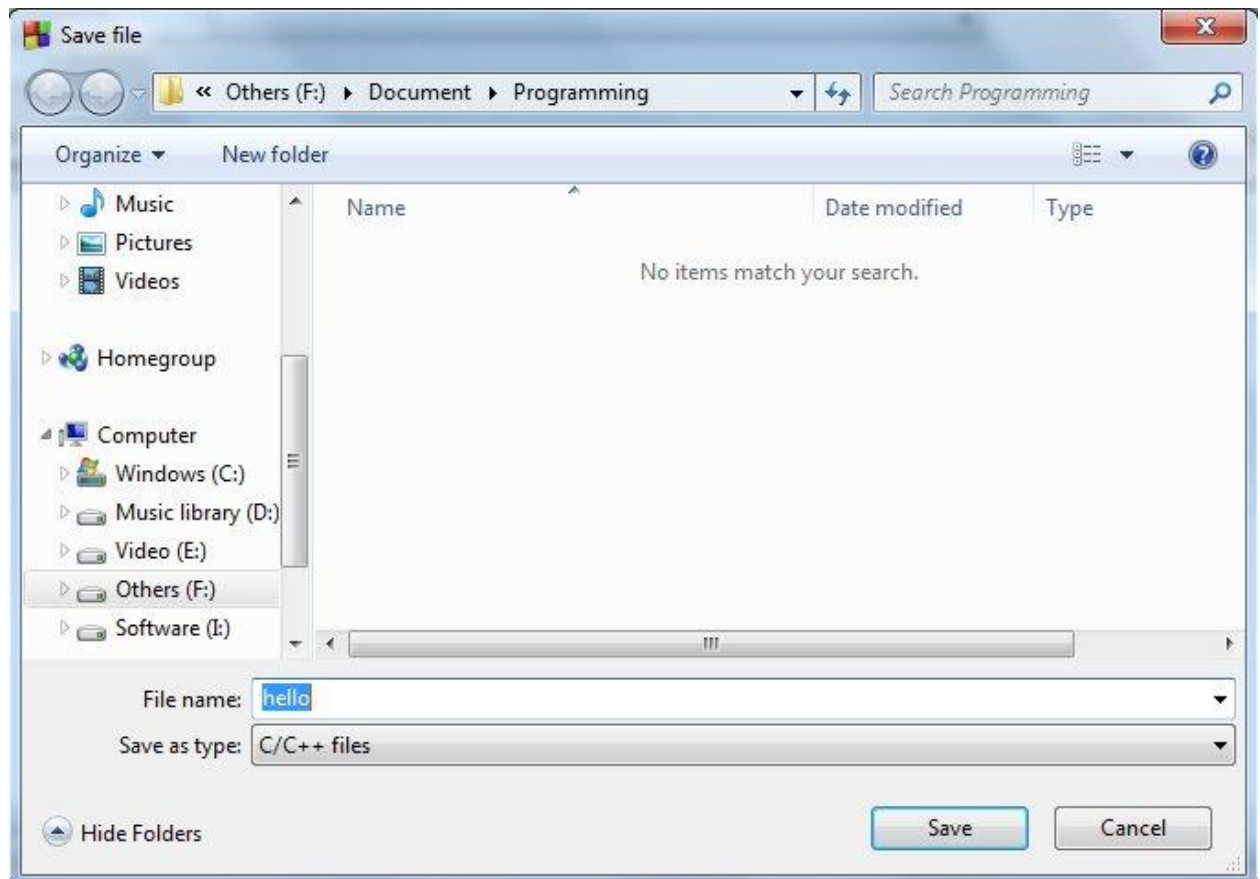 Save file
« Others (F:) Document Programming Search Programming
Organize New folder
Name Date modified Type
No items match your search.
Music
Pictures
Videos
Homegroup
Computer
Windows (C:)
Music library (D:)
Video (E:)
Others (F:)
Software (I:)
File name: hello
Save as type: C/C++ files
Hide Folders Save Cancel